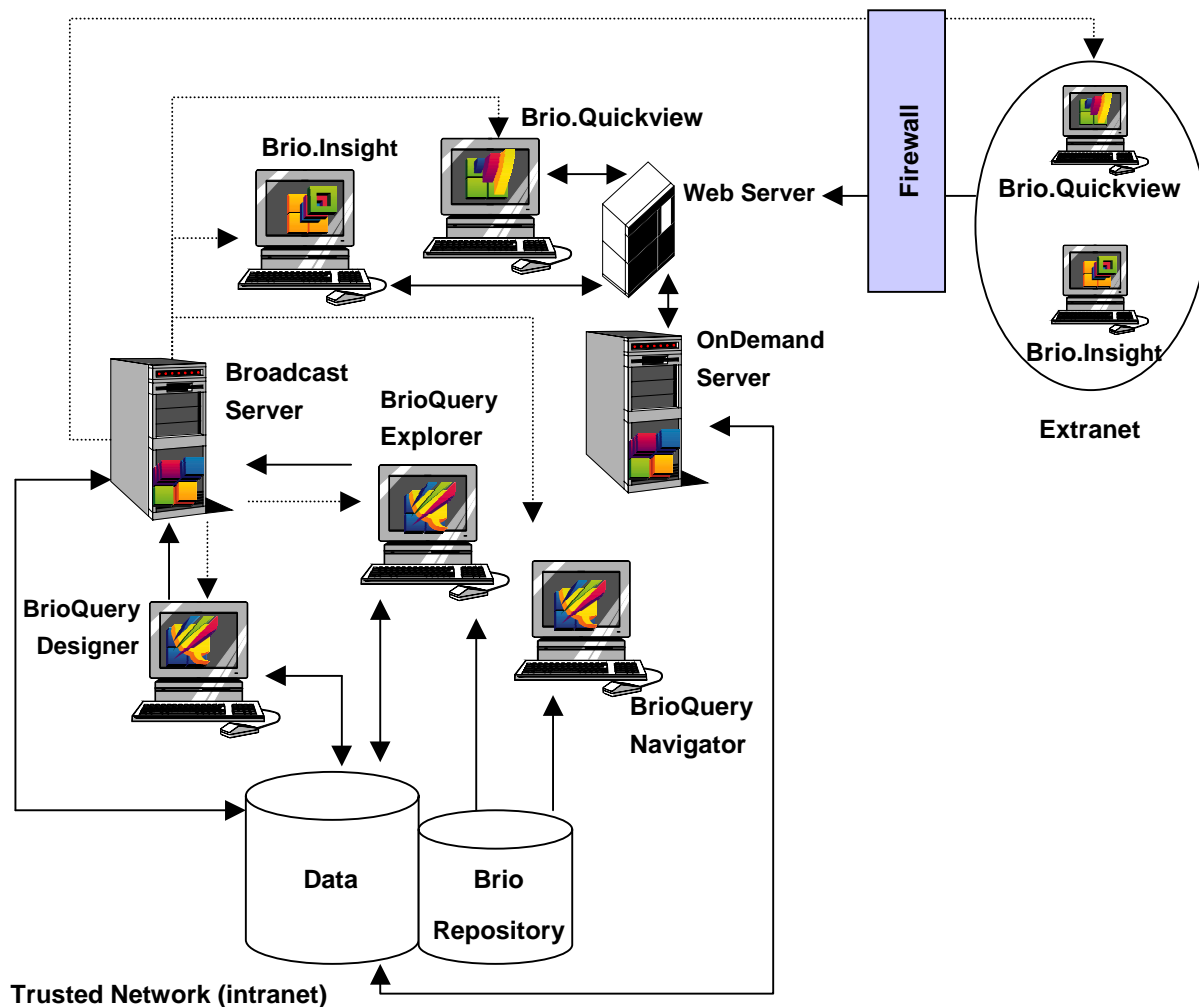 Brio.Quickview
Brio.Insight
Web Server
Firewall
Brio.Quickview
Brio.Insight
Extranet
Broadcast
Server
BrioQuery
Explorer
OnDemand
Server
BrioQuery
Designer
BrioQuery
Navigator
Data
Brio
Repository
Trusted Network (intranet)